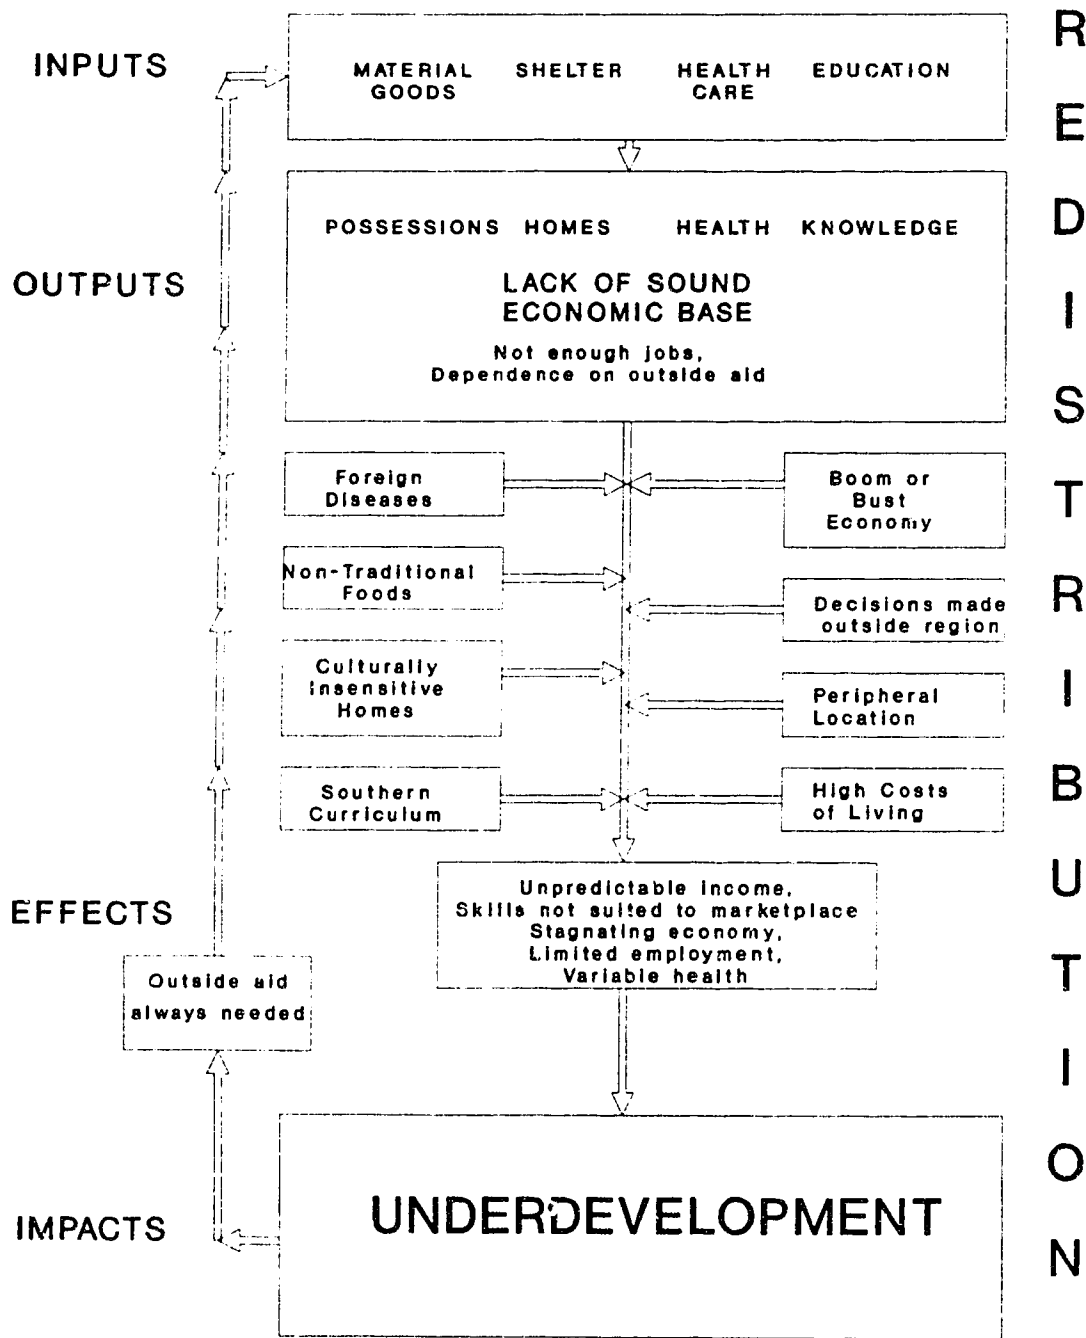 INPUTS
MATERIAL SHELTER HEALTH EDUCATION
GOODS CARE
OUTPUTS
POSSESSIONS HOMES HEALTH KNOWLEDGE
LACK OF SOUND
ECONOMIC BASE
Not enough jobs,
Dependence on outside aid
Foreign
Diseases
Boom or
Bust
Economy
Non-Traditional
Foods
Decisions made
outside region
Culturally
Insensitive
Homes
Peripheral
Location
Southern
Curriculum
High Costs
of Living
EFFECTS
Unpredictable Income,
Skills not suited to marketplace
Stagnating economy,
Limited employment,
Variable health
Outside aid
always needed
IMPACTS
UNDERDEVELOPMENT
REDISTRIBUTION